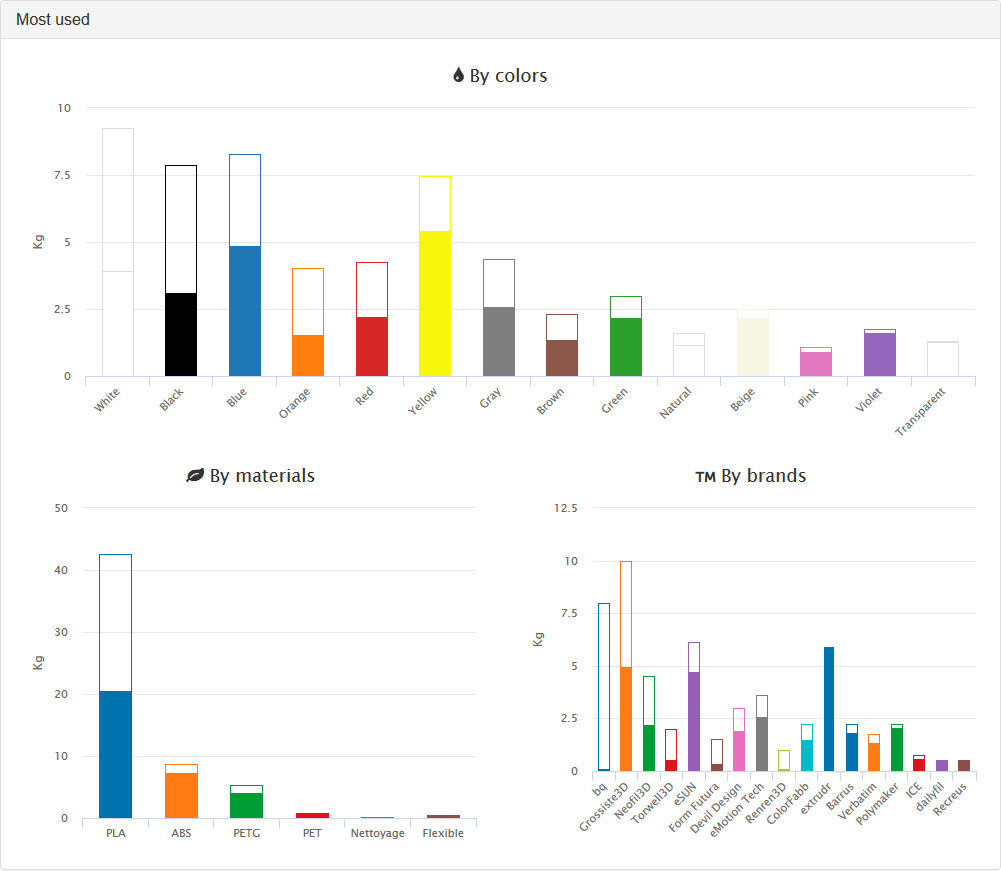 Most used
By colors
10
7.5
5
2.5
0
Kg
White
Black
Blue
Orange
Red
Yellow
Gray
Brown
Green
Natural
Beige
Pink
Violet
Transparent
By materials
50
40
30
20
10
0
Kg
PLA
ABS
PETG
PET
Nettoyage
Flexible
TM By brands
12.5
10
7.5
5
2.5
0
Kg
bq
Grossiste3D
Neofil3D
Torwell3D
eSUN
Form Futura
Devil Design
eMotion Tech
Renren3D
ColorFabb
extrudr
Barrus
Verbatim
Polymaker
ICE
dailyfil
Recreus